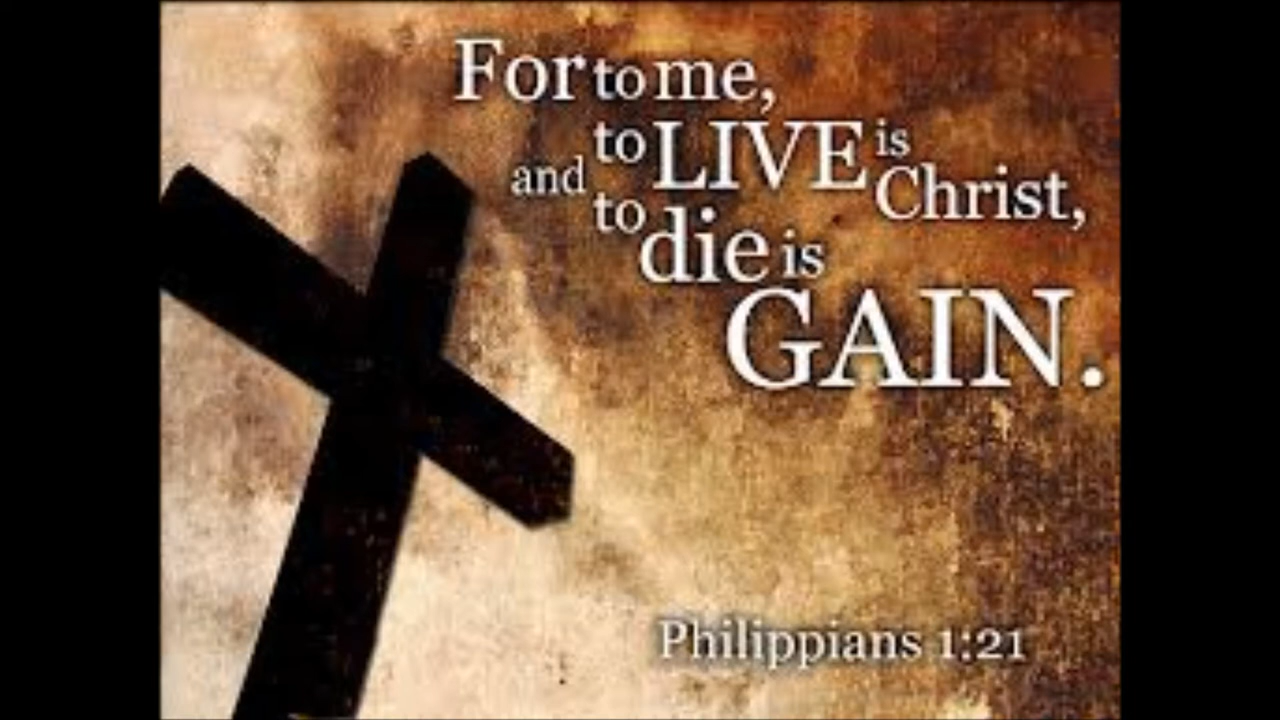 For to me,
to LIVE is Christ,
and to die is
GAIN.
Philippians 1:21